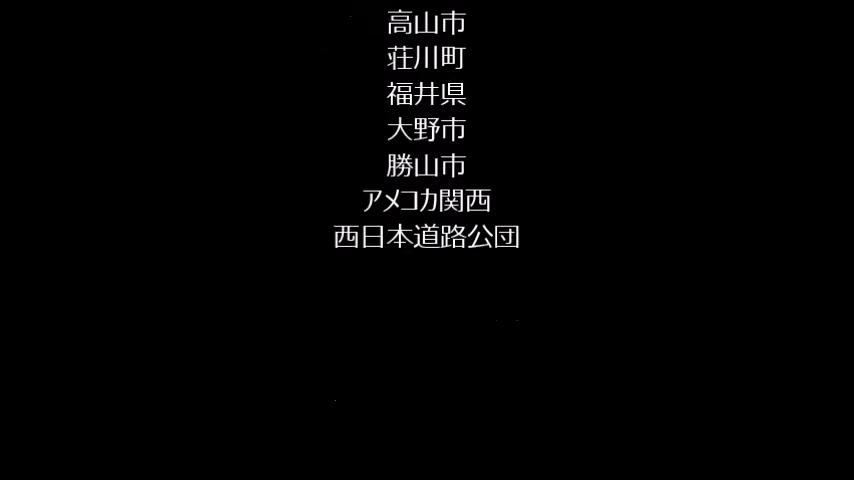 高山市
荘川町
福井県
大野市
勝山市
アメコカ関西
西日本道路公団